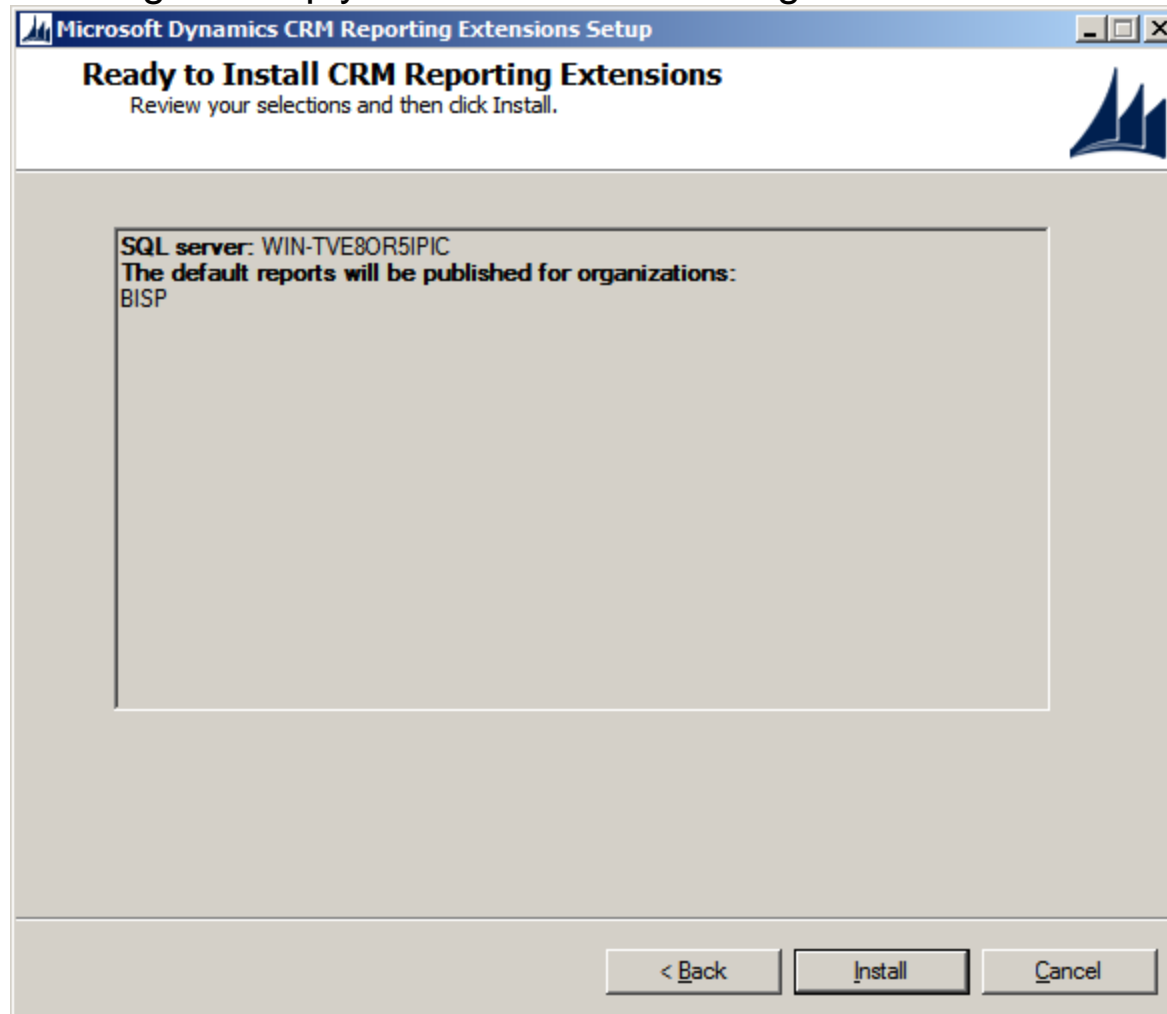 Microsoft Dynamics CRM Reporting Extensions Setup
Ready to Install CRM Reporting Extensions
Review your selections and then click Install.
SQL server: WIN-TVE8OR5IPIC
The default reports will be published for organizations:
BISP
< Back Install Cancel